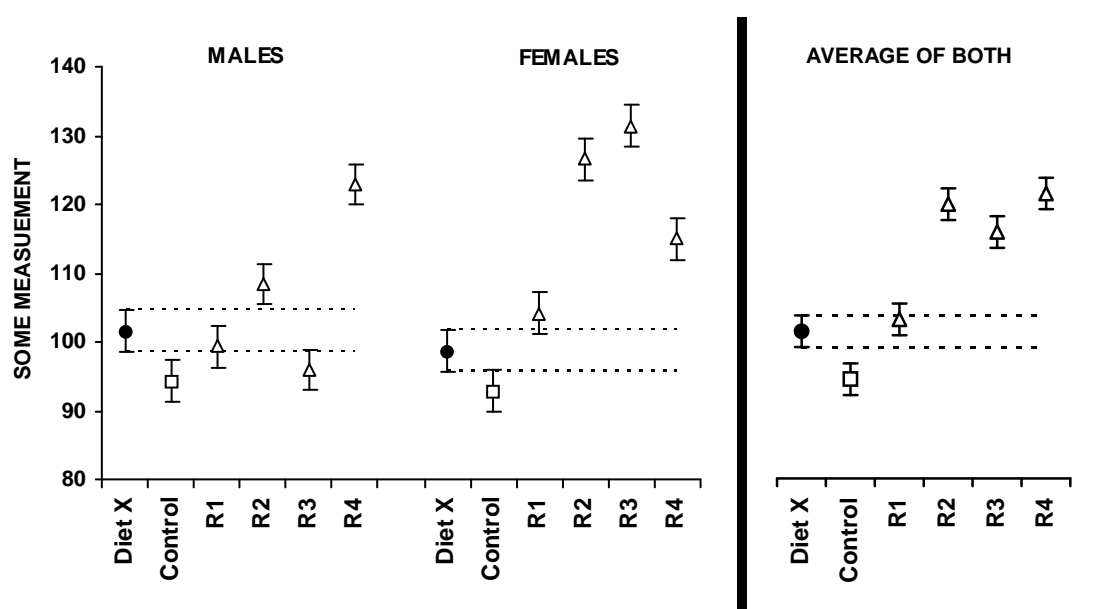 MALES
FEMALES
AVERAGE OF BOTH
SOME MEASUEMENT
140
130
120
110
100
90
80
Diet X
Control
R1
R2
R3
R4
Diet X
Control
R1
R2
R3
R4
Diet X
Control
R1
R2
R3
R4